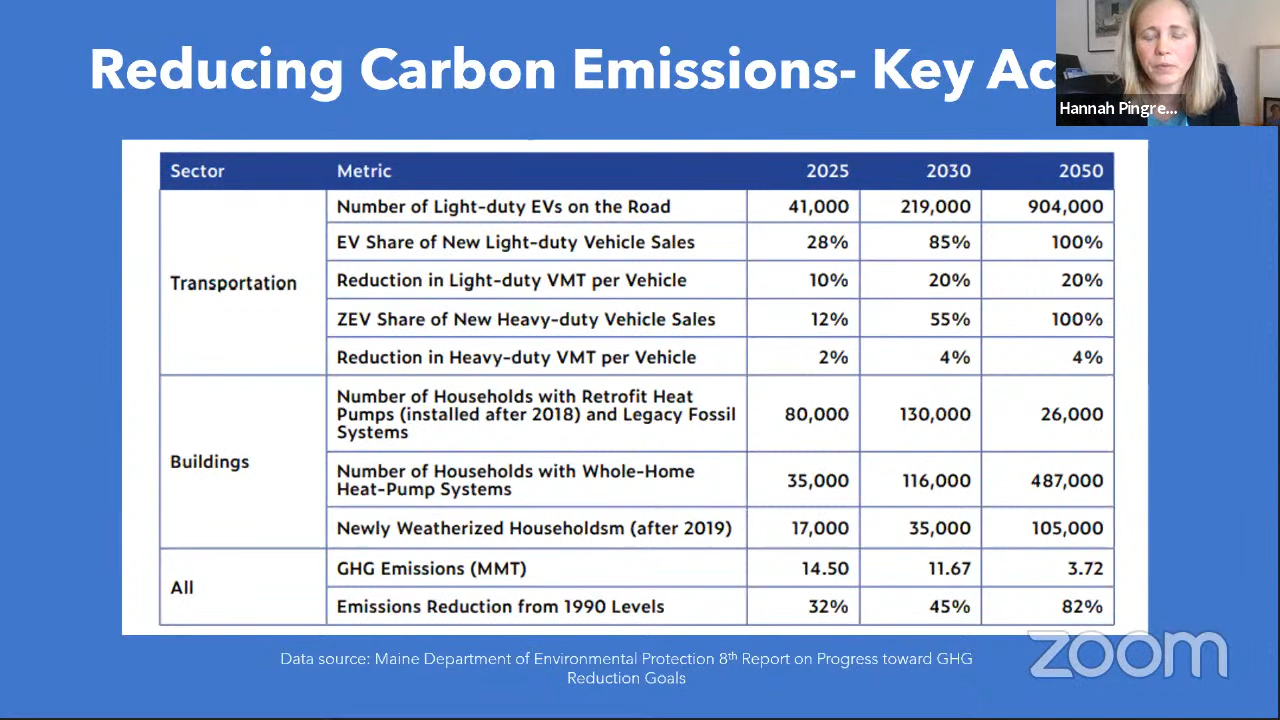 Reducing Carbon Emissions- Key Ac
Hannah Pingre...
Sector Metric 2025 2030 2050
Transportation
Number of Light-duty EVs on the Road 41,000 219,000 904,000
EV Share of New Light-duty Vehicle Sales 28% 85% 100%
Reduction in Light-duty VMT per Vehicle 10% 20% 20%
ZEV Share of New Heavy-duty Vehicle Sales 12% 55% 100%
Reduction in Heavy-duty VMT per Vehicle 2% 4% 4%
Buildings
Number of Households with Retrofit Heat
Pumps (installed after 2018) and Legacy Fossil 80,000 130,000 26,000
Systems
Number of Households with Whole-Home
Heat-Pump Systems 35,000 116,000 487,000
Newly Weatherized Householdsm (after 2019) 17,000 35,000 105,000
All
GHG Emissions (MMT) 14.50 11.67 3.72
Emissions Reduction from 1990 Levels 32% 45% 82%
Data source: Maine Department of Environmental Protection 8th Report on Progress toward GHG
Reduction Goals
zoom